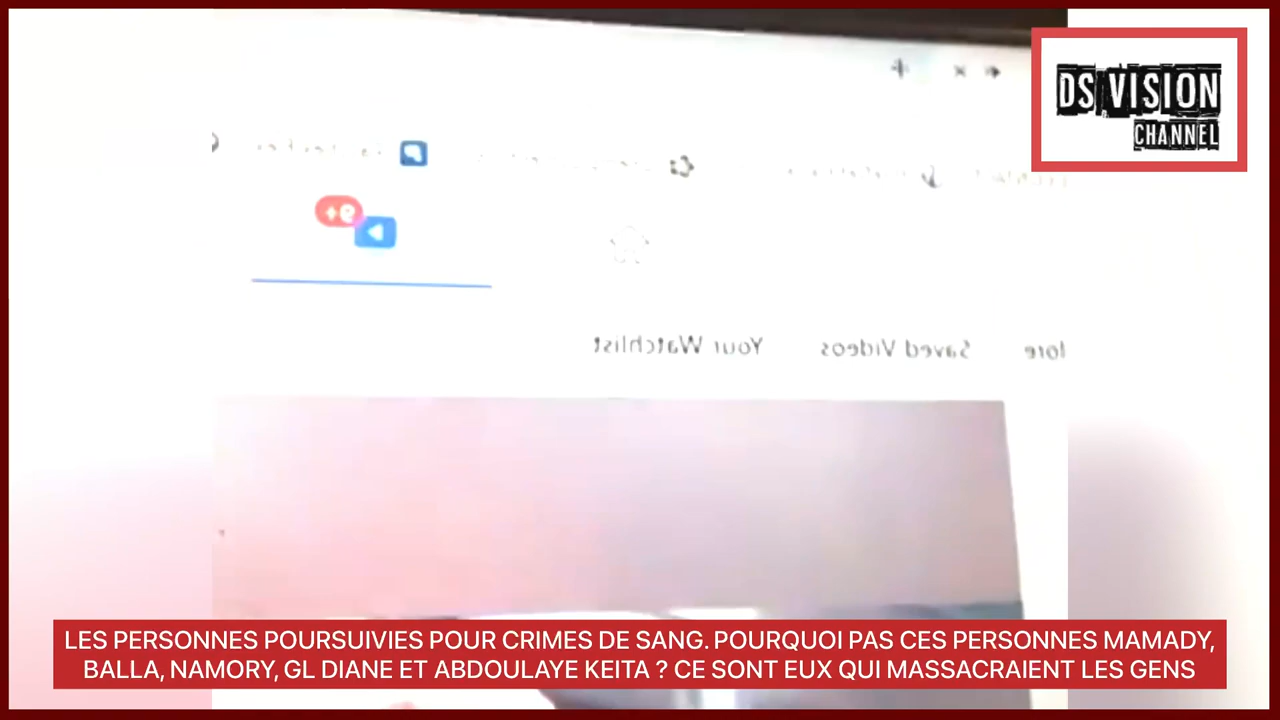 DS VISION
CHANNEL
9+
Your Watchlist
Saved Videos
LES PERSONNES POURSUIVIES POUR CRIMES DE SANG. POURQUOI PAS CES PERSONNES MAMADY,
BALLA, NAMORY, GL DIANE ET ABDOULAYE KEITA ? CE SONT EUX QUI MASSACRAIENT LES GENS